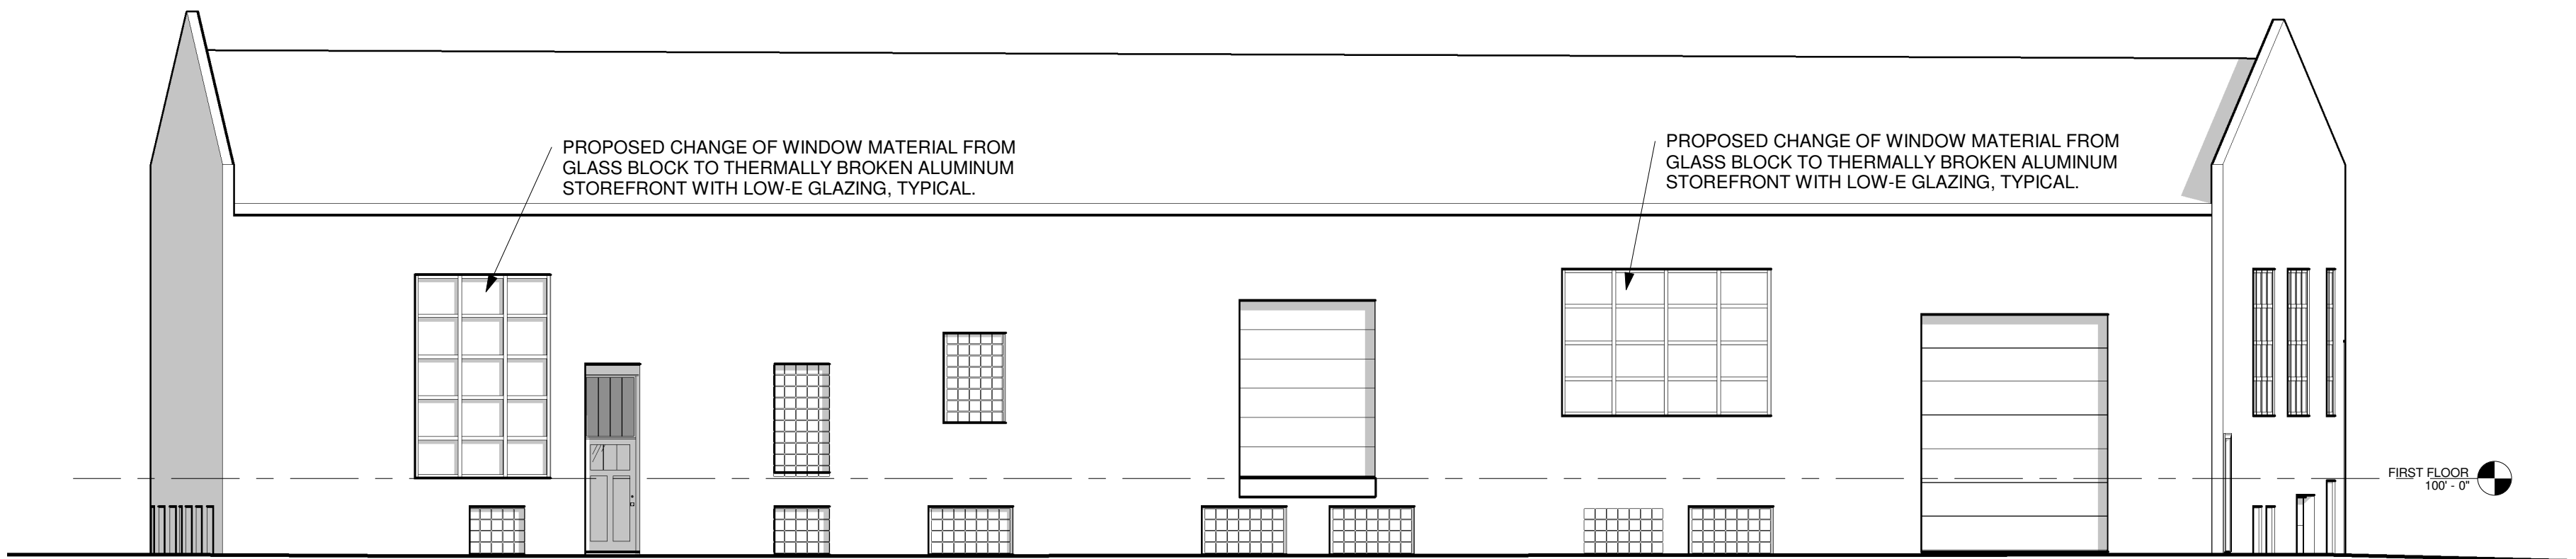 PROPOSED CHANGE OF WINDOW MATERIAL FROM
GLASS BLOCK TO THERMALLY BROKEN ALUMINUM
STOREFRONT WITH LOW-E GLAZING, TYPICAL.
PROPOSED CHANGE OF WINDOW MATERIAL FROM
GLASS BLOCK TO THERMALLY BROKEN ALUMINUM
STOREFRONT WITH LOW-E GLAZING, TYPICAL.
FIRST FLOOR
100' - 0"